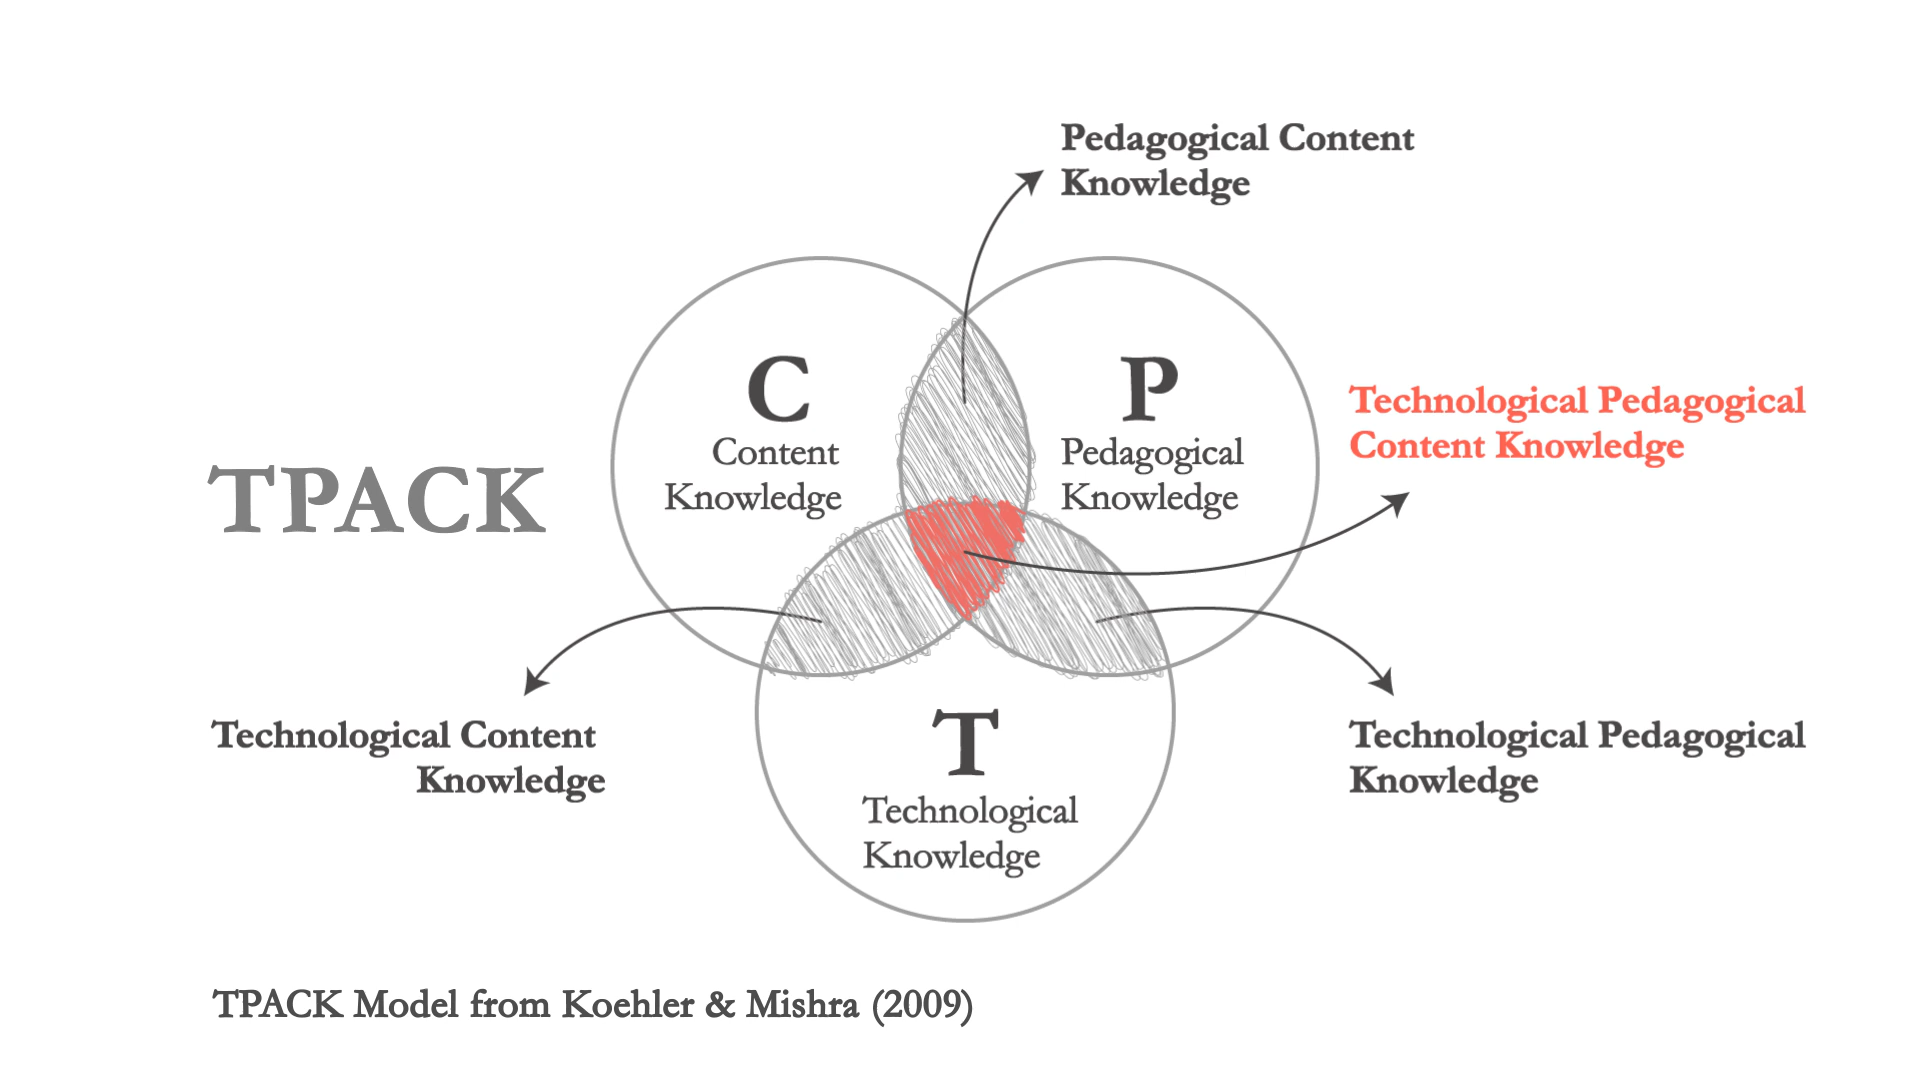 Pedagogical Content
Knowledge
C
Content
Knowledge
P
Pedagogical
Knowledge
Technological Pedagogical
Content Knowledge
TPACK
Technological Content
Knowledge
T
Technological
Knowledge
Technological Pedagogical
Knowledge
TPACK Model from Koehler & Mishra (2009)